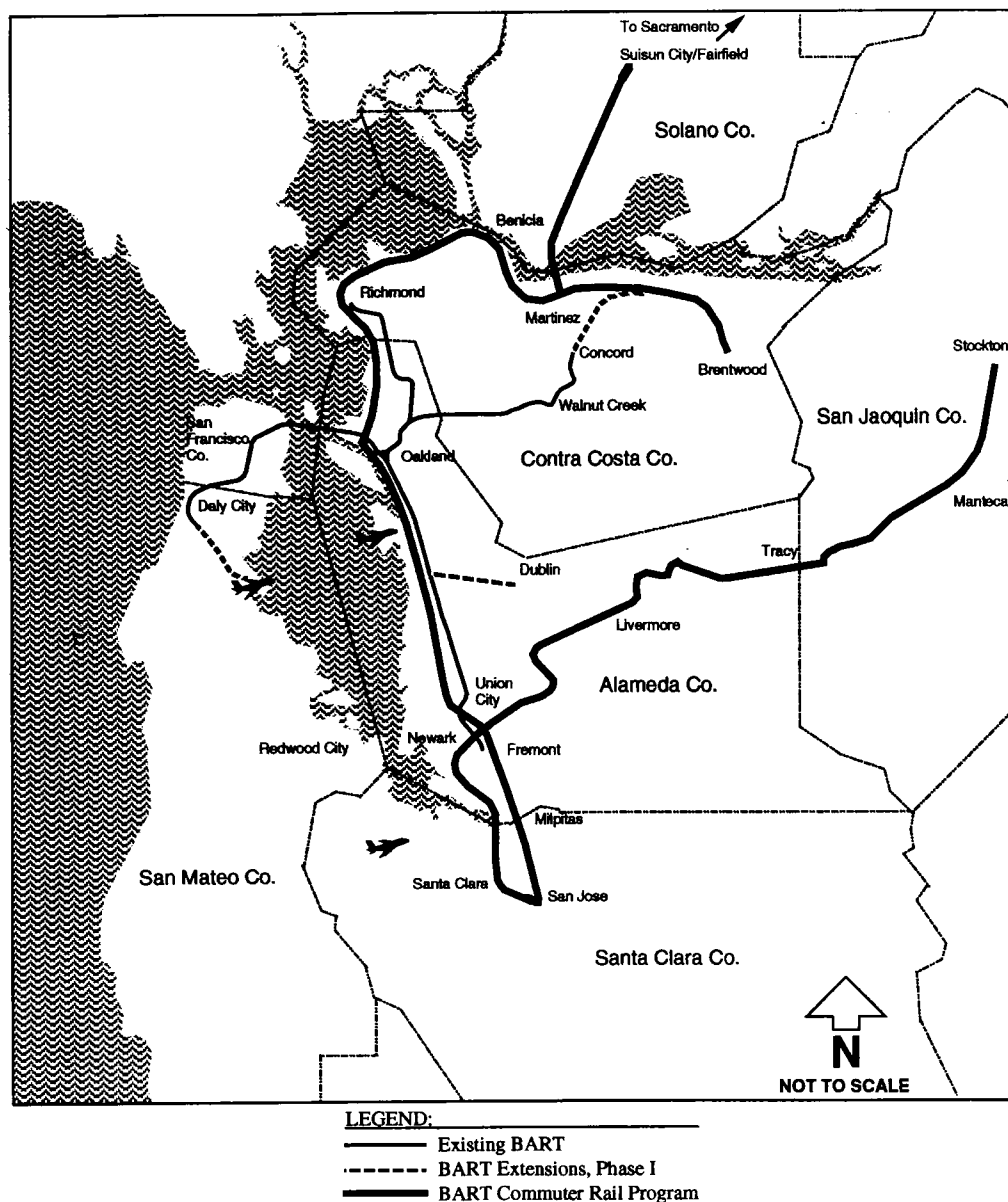 To Sacramento
Suisun City/Fairfield
Solano Co.
Benicia
Richmond
Martinez
Concord
Brentwood
Stockton
Walnut Creek
San
Francisco
Co.
Oakland
Contra Costa Co.
San Jaoquin Co.
Daly City
Manteca
Tracy
Dublin
Livermore
Union
City
Alameda Co.
Newark
Fremont
Redwood City
Milpitas
San Mateo Co.
Santa Clara
San Jose
Santa Clara Co.
N
NOT TO SCALE
LEGEND:
Existing BART
BART Extensions, Phase I
BART Commuter Rail Program